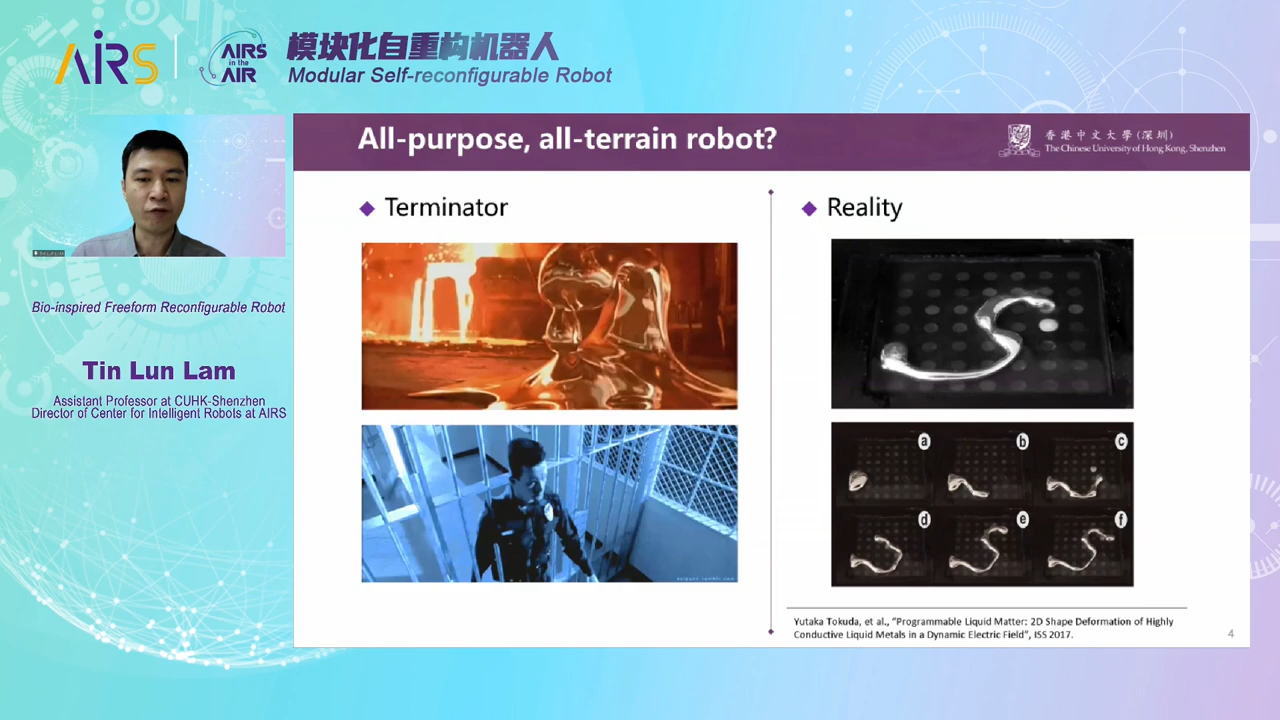 AIRS
AIRS
in the
AIR
模块化自重构机器人
Modular Self-reconfigurable Robot
All-purpose, all-terrain robot?
香港中文大學(深圳)
The Chinese University of Hong Kong, Shenzhen
Terminator
Reality
a
b
c
d
e
f
Bio-inspired Freeform Reconfigurable Robot
Tin Lun Lam
Assistant Professor at CUHK-Shenzhen
Director of Center for Intelligent Robots at AIRS
Yutaka Tokuda, et al., “Programmable Liquid Matter: 2D Shape Deformation of Highly
Conductive Liquid Metals in a Dynamic Electric Field”, ISS 2017.
4